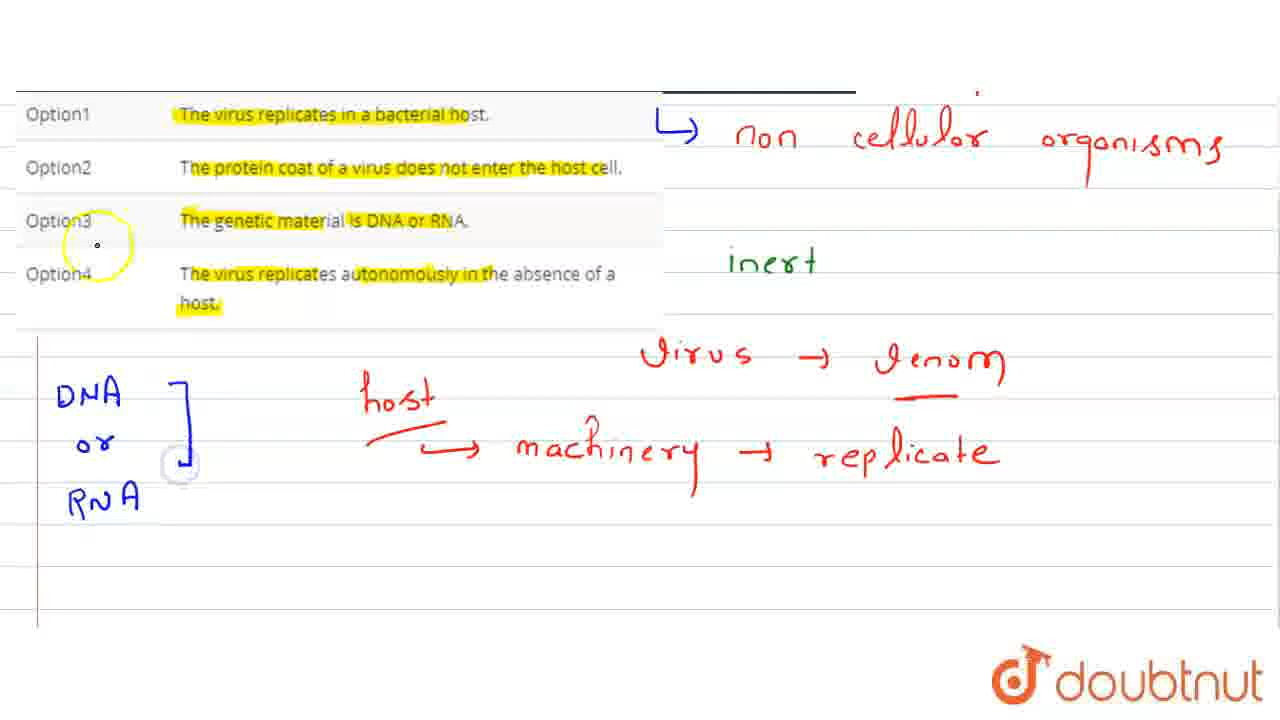 Option1 The virus replicates in a bacterial host.
non cellular organisms
Option2 The protein coat of a virus does not enter the host cell.
Option3 The genetic material is DNA or RNA.
inert
Option4 The virus replicates autonomously in the absence of a
host.
virus → venom
DNA
host
or
machinery → replicate
RNA
doubtnut